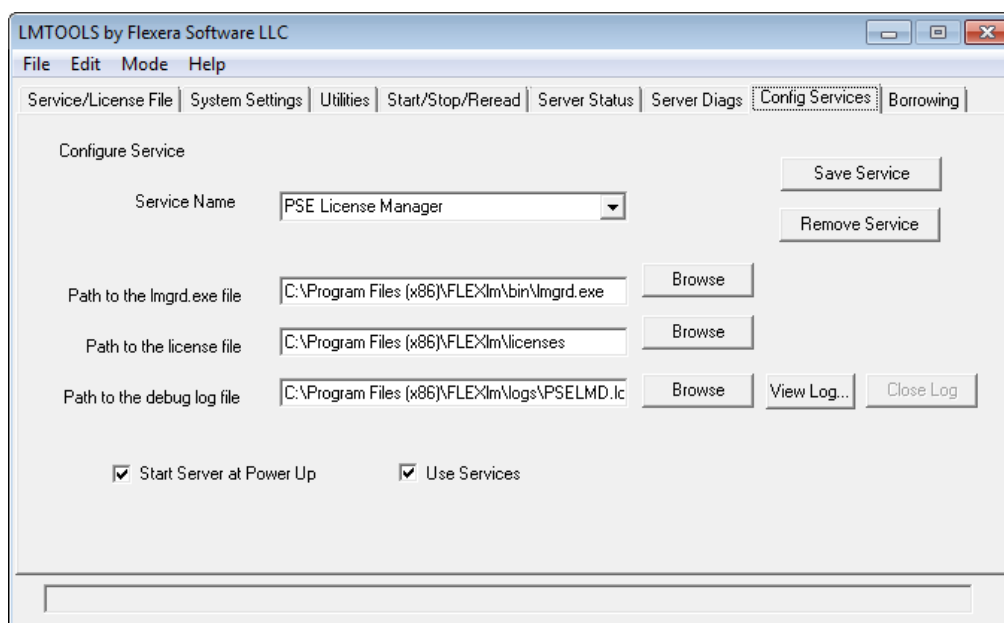 LMTOOLS by Flexera Software LLC
File Edit Mode Help
Service/License File System Settings Utilities Start/Stop/Reread Server Status Server Diags Config Services Borrowing
Configure Service
Save Service
Service Name PSE License Manager
Remove Service
Path to the lmgrd.exe file C:\Program Files (x86)\FLEXlm\bin\lmgrd.exe Browse
Path to the license file C:\Program Files (x86)\FLEXlm\licenses Browse
Path to the debug log file C:\Program Files (x86)\FLEXlm\logs\PSELMD.lc Browse View Log... Close Log
Start Server at Power Up Use Services